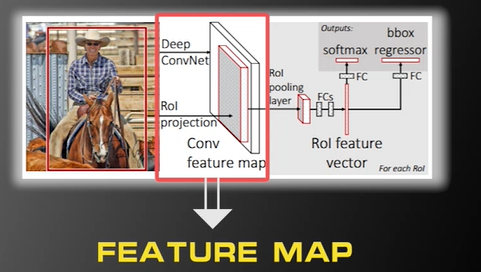 Deep
ConvNet
RoI
projection
Conv
feature map
RoI
pooling
layer
FCs
Outputs:
softmax
bbox
regressor
FC
FC
RoI feature
vector
For each RoI
FEATURE MAP